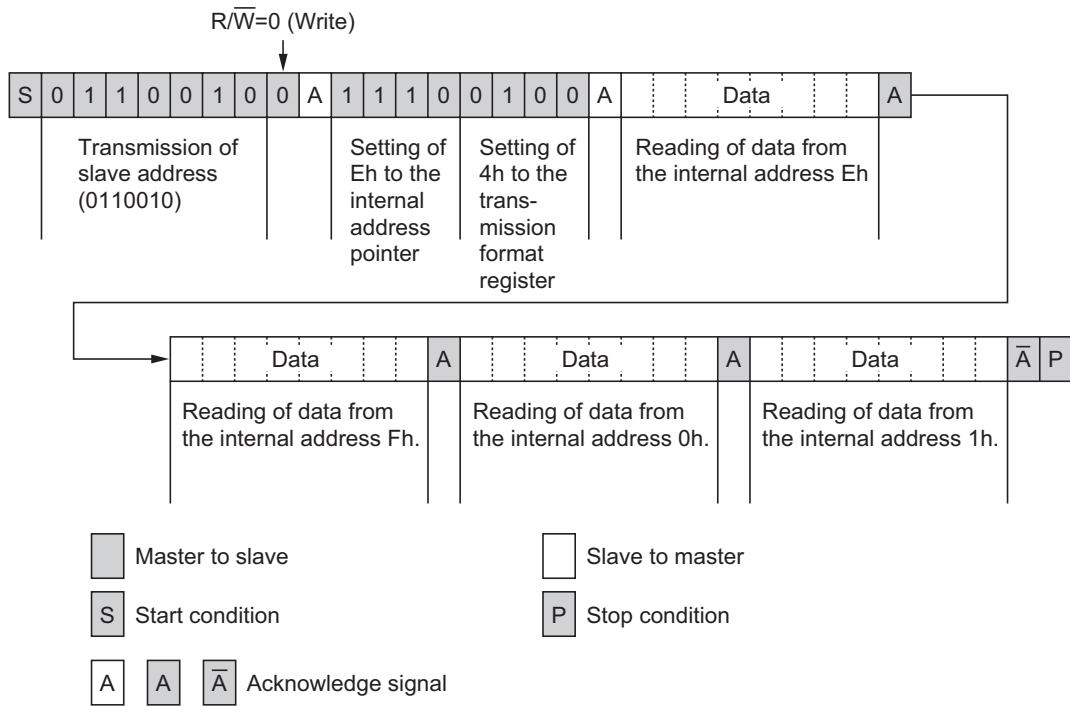 R/W̅=0 (Write)
S 0 1 1 0 0 1 0 0 A 1 1 1 0 0 1 0 0 A Data A
Transmission of
slave address
(0110010)
Setting of
Eh to the
internal
address
pointer
Setting of
4h to the
trans-
mission
format
register
Reading of data from
the internal address Eh
Data A Data A Data A̅ P
Reading of data from
the internal address Fh.
Reading of data from
the internal address 0h.
Reading of data from
the internal address 1h.
Master to slave
Slave to master
S Start condition
P Stop condition
A A A̅ Acknowledge signal